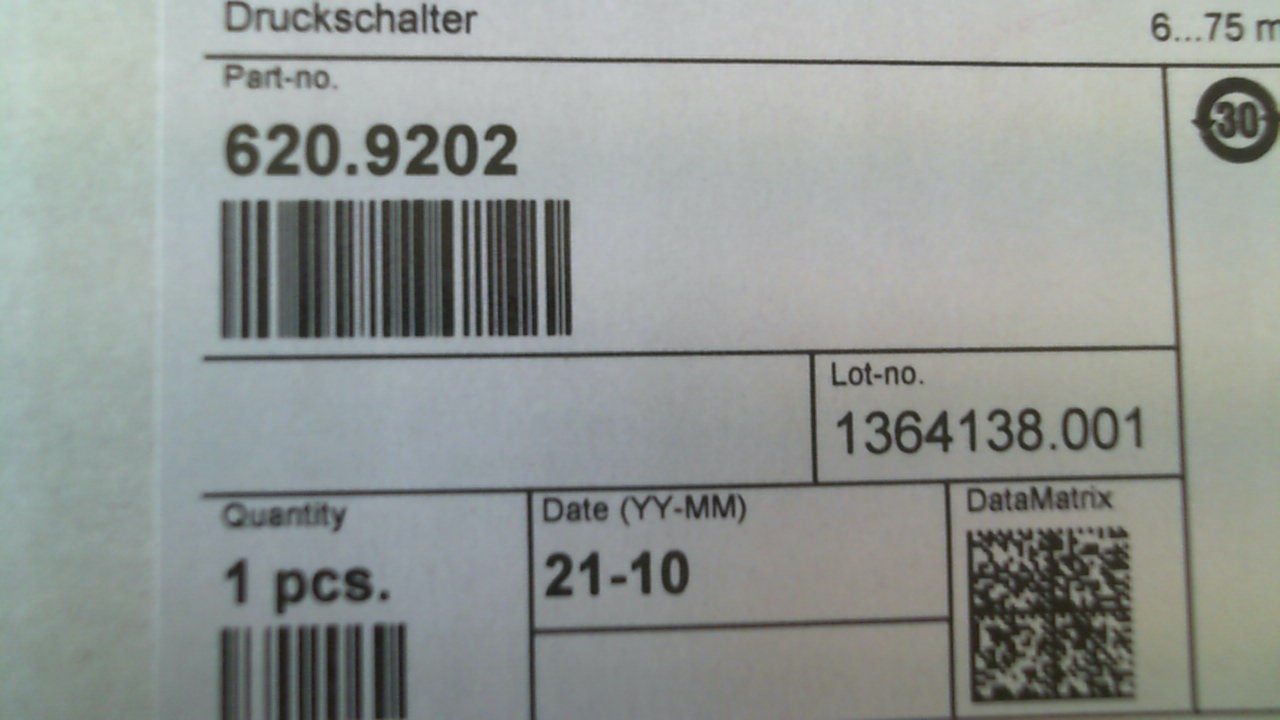 Druckschalter 6...75 m
Part-no.
620.9202
30
Lot-no.
1364138.001
Quantity Date (YY-MM) DataMatrix
1 pcs. 21-10